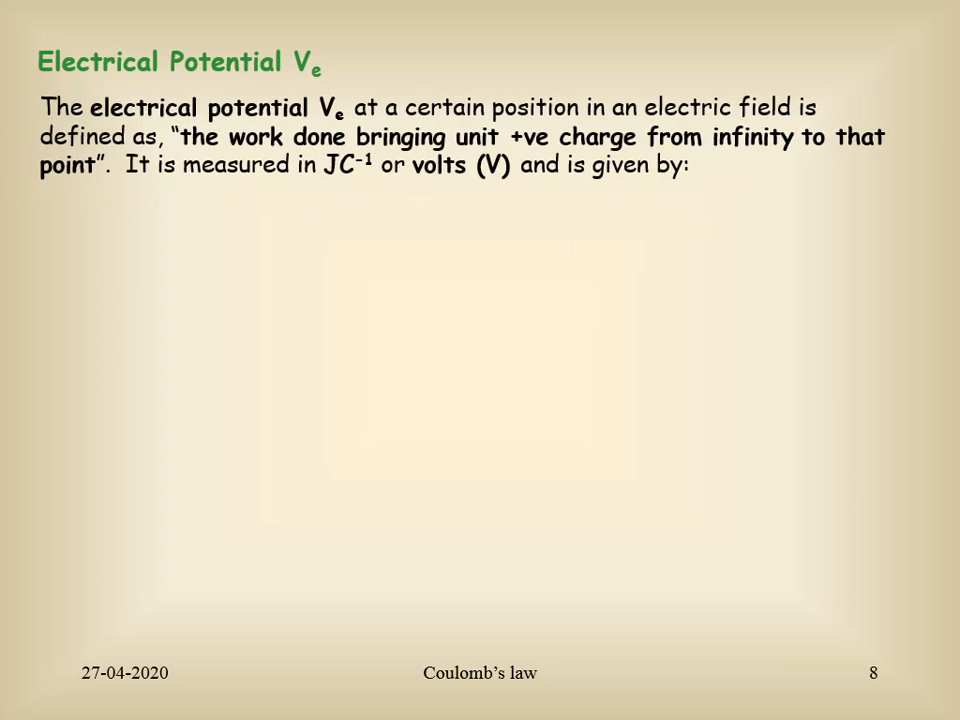 Electrical Potential Vₑ
The electrical potential Vₑ at a certain position in an electric field is
defined as, “the work done bringing unit +ve charge from infinity to that
point”. It is measured in JC⁻¹ or volts (V) and is given by:
27-04-2020
Coulomb’s law
8